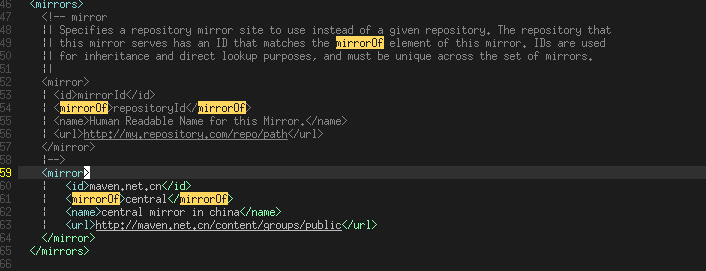 46 <mirrors>
47 <!-- mirror
48 || Specifies a repository mirror site to use instead of a given repository. The repository that
49 || this mirror serves has an ID that matches the mirrorOf element of this mirror. IDs are used
50 || for inheritance and direct lookup purposes, and must be unique across the set of mirrors.
51 ||
52 <mirror>
53 ¦ <id>mirrorId</id>
54 ¦ <mirrorOf>repositoryId</mirrorOf>
55 ¦ <name>Human Readable Name for this Mirror.</name>
56 ¦ <url>http://my.repository.com/repo/path</url>
57 </mirror>
58 ¦-->
59 <mirror>
60 ¦ <id>maven.net.cn</id>
61 ¦ <mirrorOf>central</mirrorOf>
62 ¦ <name>central mirror in china</name>
63 ¦ <url>http://maven.net.cn/content/groups/public</url>
64 </mirror>
65 </mirrors>
66